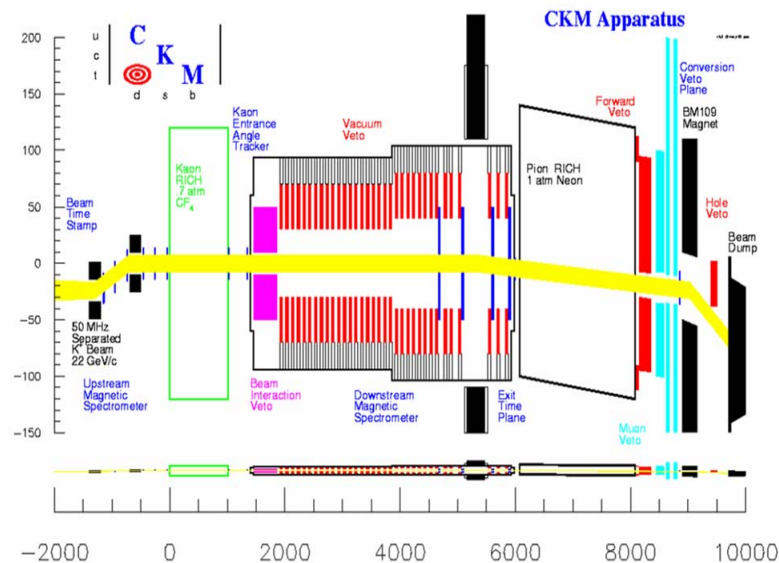 CKM Apparatus
u
c
t
C
K
M
d s b
200
150
100
50
0
−50
−100
−150
Beam
Time
Stamp
Kaon
RICH
.7 atm
CF4
Kaon
Entrance
Angle
Tracker
Vacuum
Veto
Pion RICH
1 atm Neon
Forward
Veto
Conversion
Veto
Plane
BM109
Magnet
Hole
Veto
Beam
Dump
50 MHz
Separated
K+ Beam
22 GeV/c
Upstream
Magnetic
Spectrometer
Beam
Interaction
Veto
Downstream
Magnetic
Spectrometer
Exit
Time
Plane
Muon
Veto
−2000 0 2000 4000 6000 8000 10000